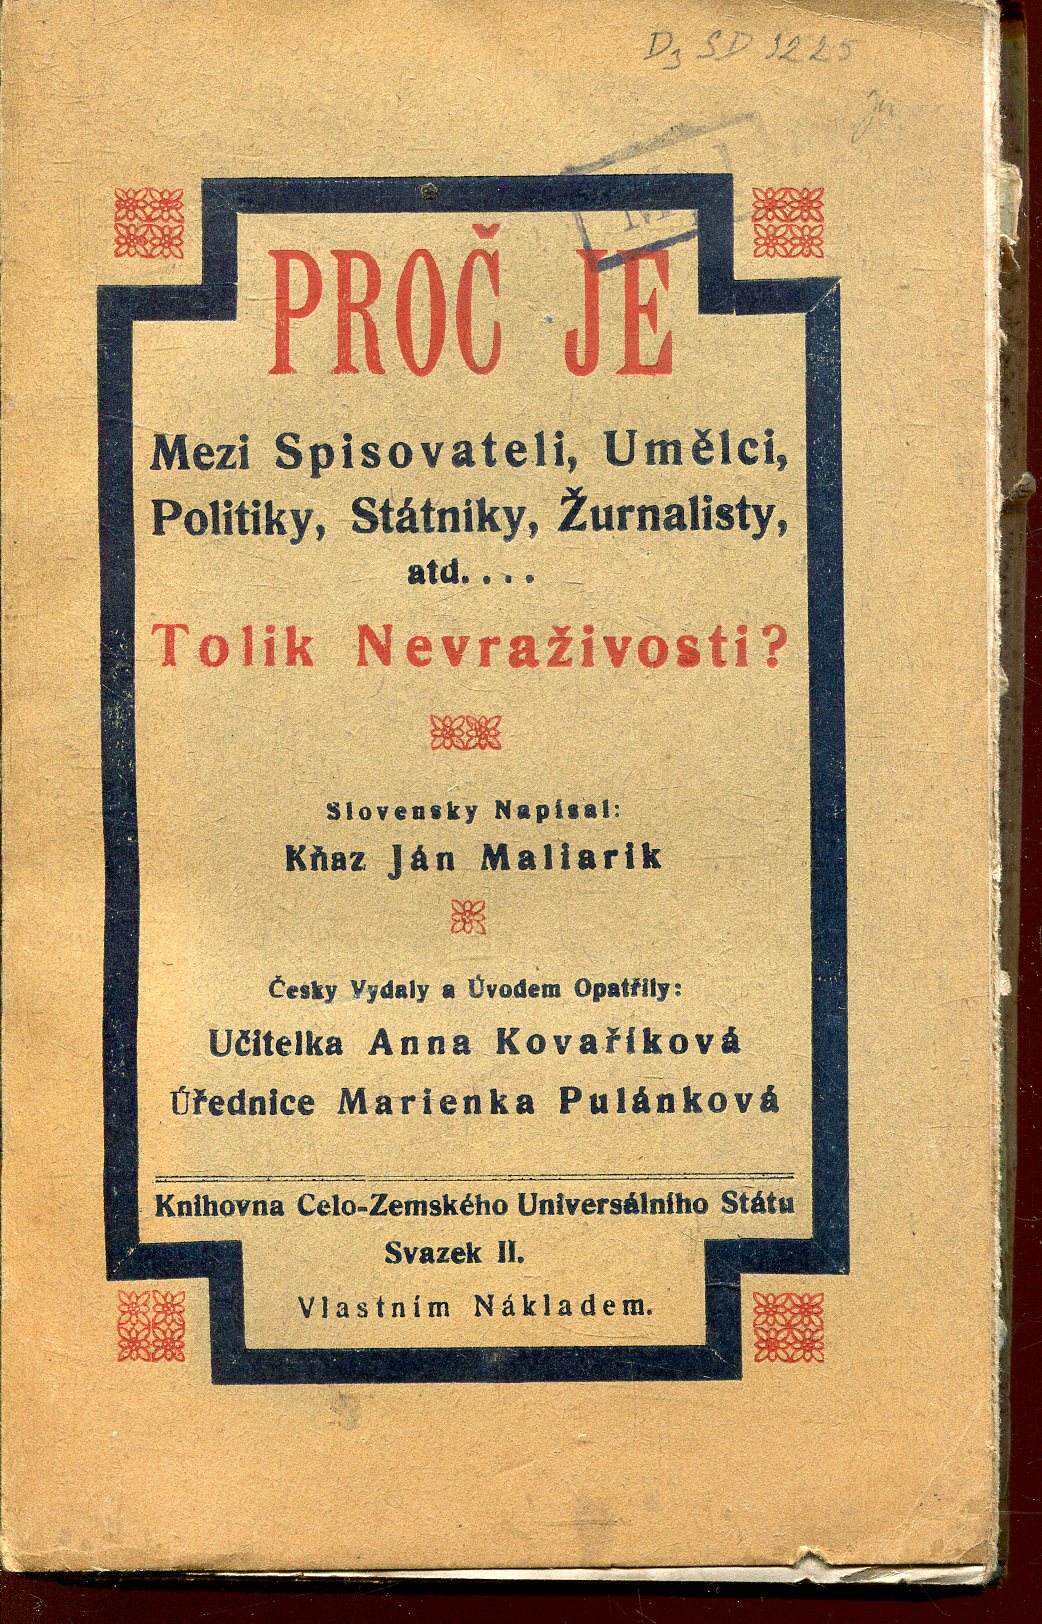 D3 SD 1225
PROČ JE
Mezi Spisovateli, Umělci,
Politiky, Státníky, Žurnalisty,
atd. . . .
Tolik Nevraživosti?
Slovensky Napísal:
Kňaz Ján Maliarik
Česky Vydaly a Úvodem Opatřily:
Učitelka Anna Kovaříková
Úřednice Marienka Pulánková
Knihovna Celo-Zemského Universálního Státu
Svazek II.
Vlastním Nákladem.